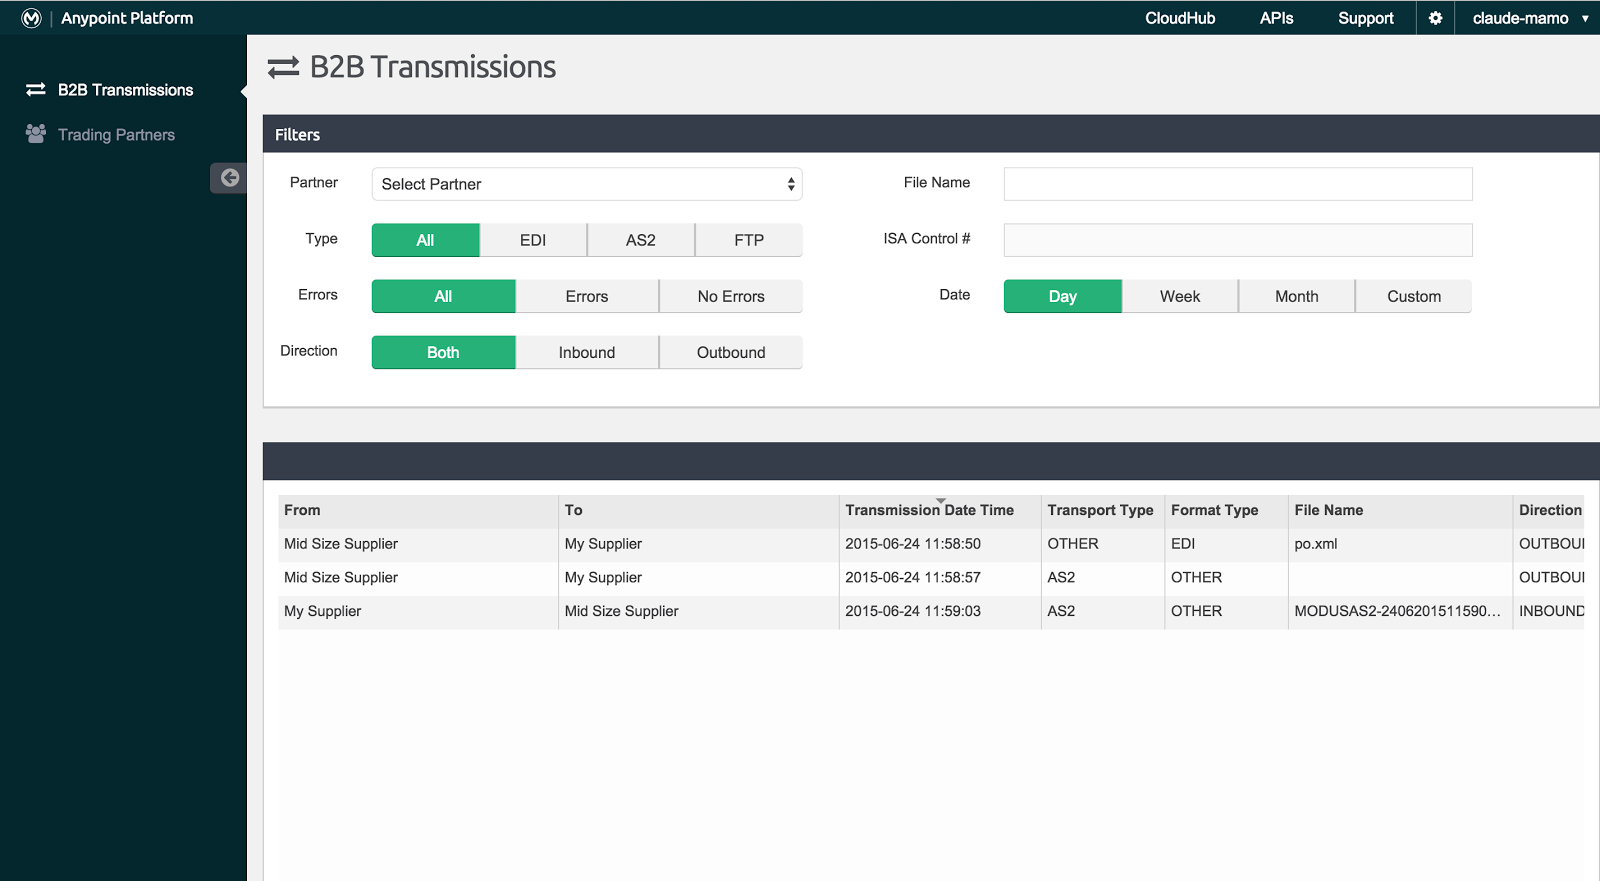 Anypoint Platform
CloudHub APIs Support claude-mamo
B2B Transmissions
Trading Partners
B2B Transmissions
Filters
Partner Select Partner File Name
Type All EDI AS2 FTP ISA Control #
Errors All Errors No Errors Date Day Week Month Custom
Direction Both Inbound Outbound
From To Transmission Date Time Transport Type Format Type File Name Direction
Mid Size Supplier My Supplier 2015-06-24 11:58:50 OTHER EDI po.xml OUTBOU
Mid Size Supplier My Supplier 2015-06-24 11:58:57 AS2 OTHER OUTBOU
My Supplier Mid Size Supplier 2015-06-24 11:59:03 AS2 OTHER MODUSAS2-2406201511590... INBOUND